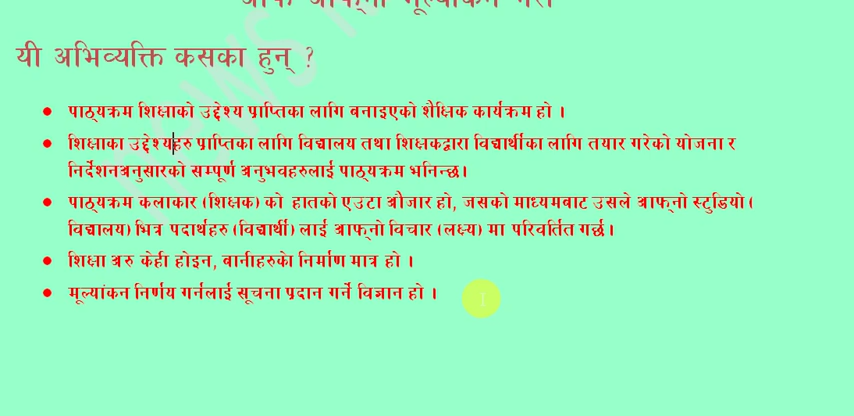 यी अभिव्यक्ति कसका हुन् ?
• पाठ्यक्रम शिक्षाको उद्देश्य प्राप्तिका लागि बनाइएको शैक्षिक कार्यक्रम हो ।
• शिक्षाका उद्देश्यहरु प्राप्तिका लागि विद्यालय तथा शिक्षकद्वारा विद्यार्थीका लागि तयार गरेको योजना र
निर्देशनअनुसारको सम्पूर्ण अनुभवहरुलाई पाठ्यक्रम भनिन्छ।
• पाठ्यक्रम कलाकार (शिक्षक) को हातको एउटा औजार हो, जसको माध्यमबाट उसले आफ्नो स्टुडियो (
विद्यालय) भित्र पदार्थहरु (विद्यार्थी) लाई आफ्नो विचार (लक्ष्य) मा परिवर्तित गर्छ।
• शिक्षा अरु केही होइन, वानीहरुकाे निर्माण मात्र हो ।
• मूल्यांकन निर्णय गर्नलाई सूचना प्रदान गर्ने विज्ञान हो ।